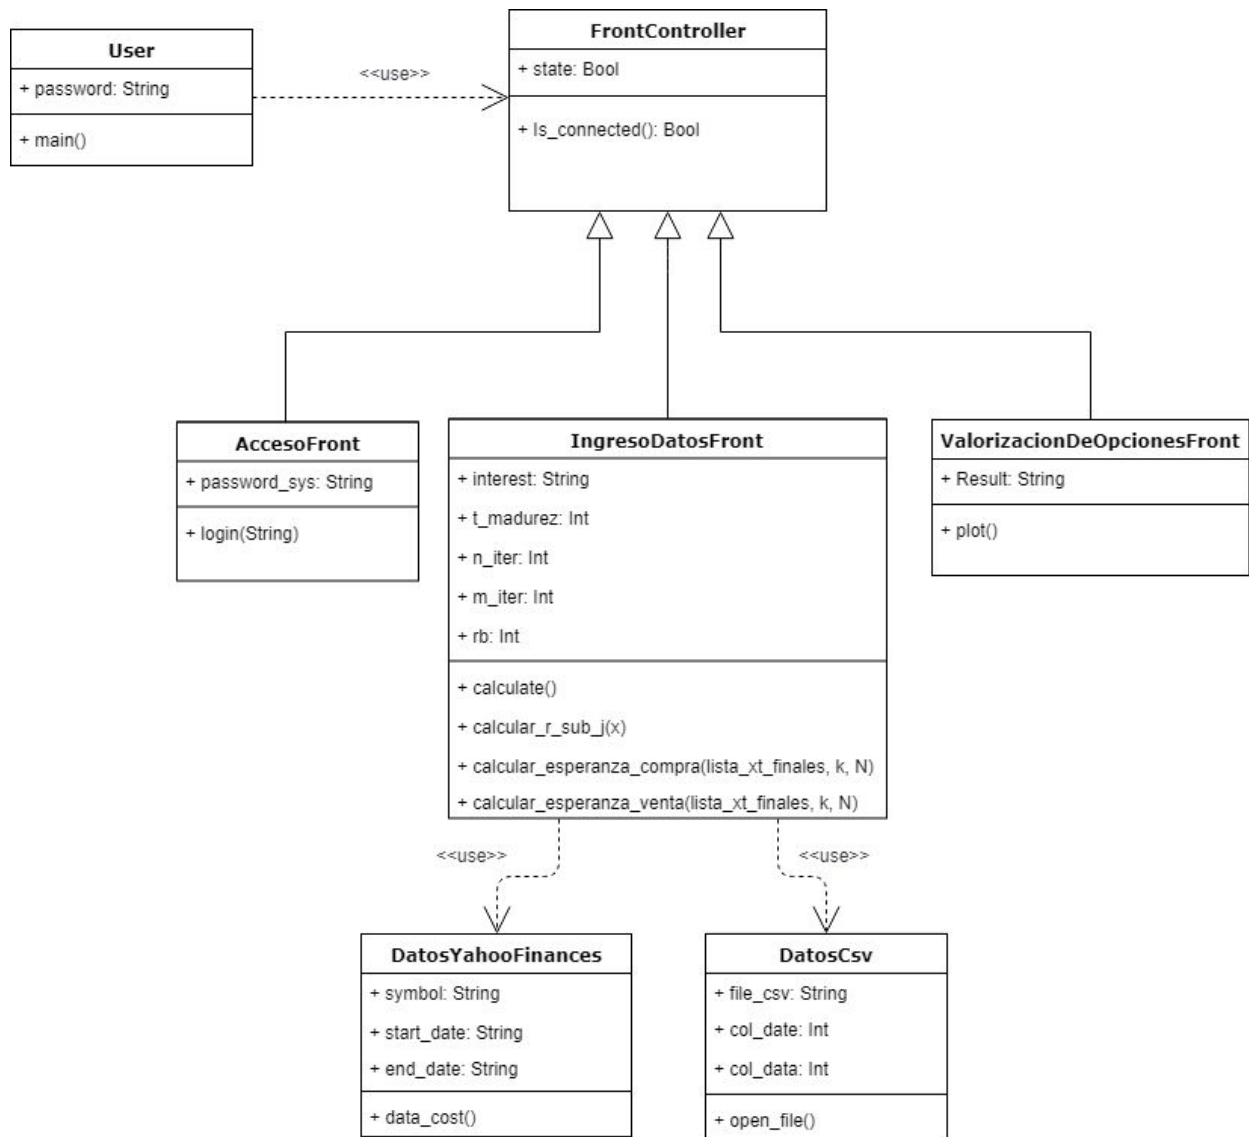 User
+ password: String
+ main()
<<use>>
FrontController
+ state: Bool
+ Is_connected(): Bool
AccesoFront
+ password_sys: String
+ login(String)
IngresoDatosFront
+ interest: String
+ t_madurez: Int
+ n_iter: Int
+ m_iter: Int
+ rb: Int
+ calculate()
+ calcular_r_sub_j(x)
+ calcular_esperanza_compra(lista_xt_finales, k, N)
+ calcular_esperanza_venta(lista_xt_finales, k, N)
ValorizacionDeOpcionesFront
+ Result: String
+ plot()
<<use>>
<<use>>
DatosYahooFinances
+ symbol: String
+ start_date: String
+ end_date: String
+ data_cost()
DatosCsv
+ file_csv: String
+ col_date: Int
+ col_data: Int
+ open_file()